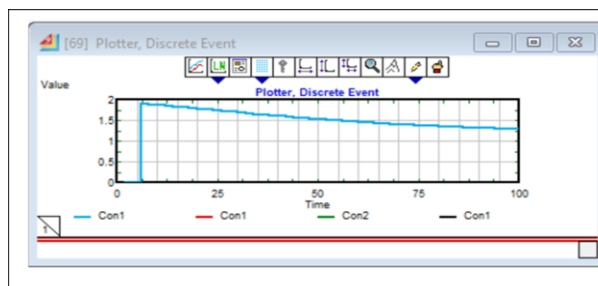 [69] Plotter, Discrete Event
LN
Value
Plotter, Discrete Event
2
1.5
1
0.5
0
0 25 50 75 100
Time
Con1 Con1 Con2 Con1
1